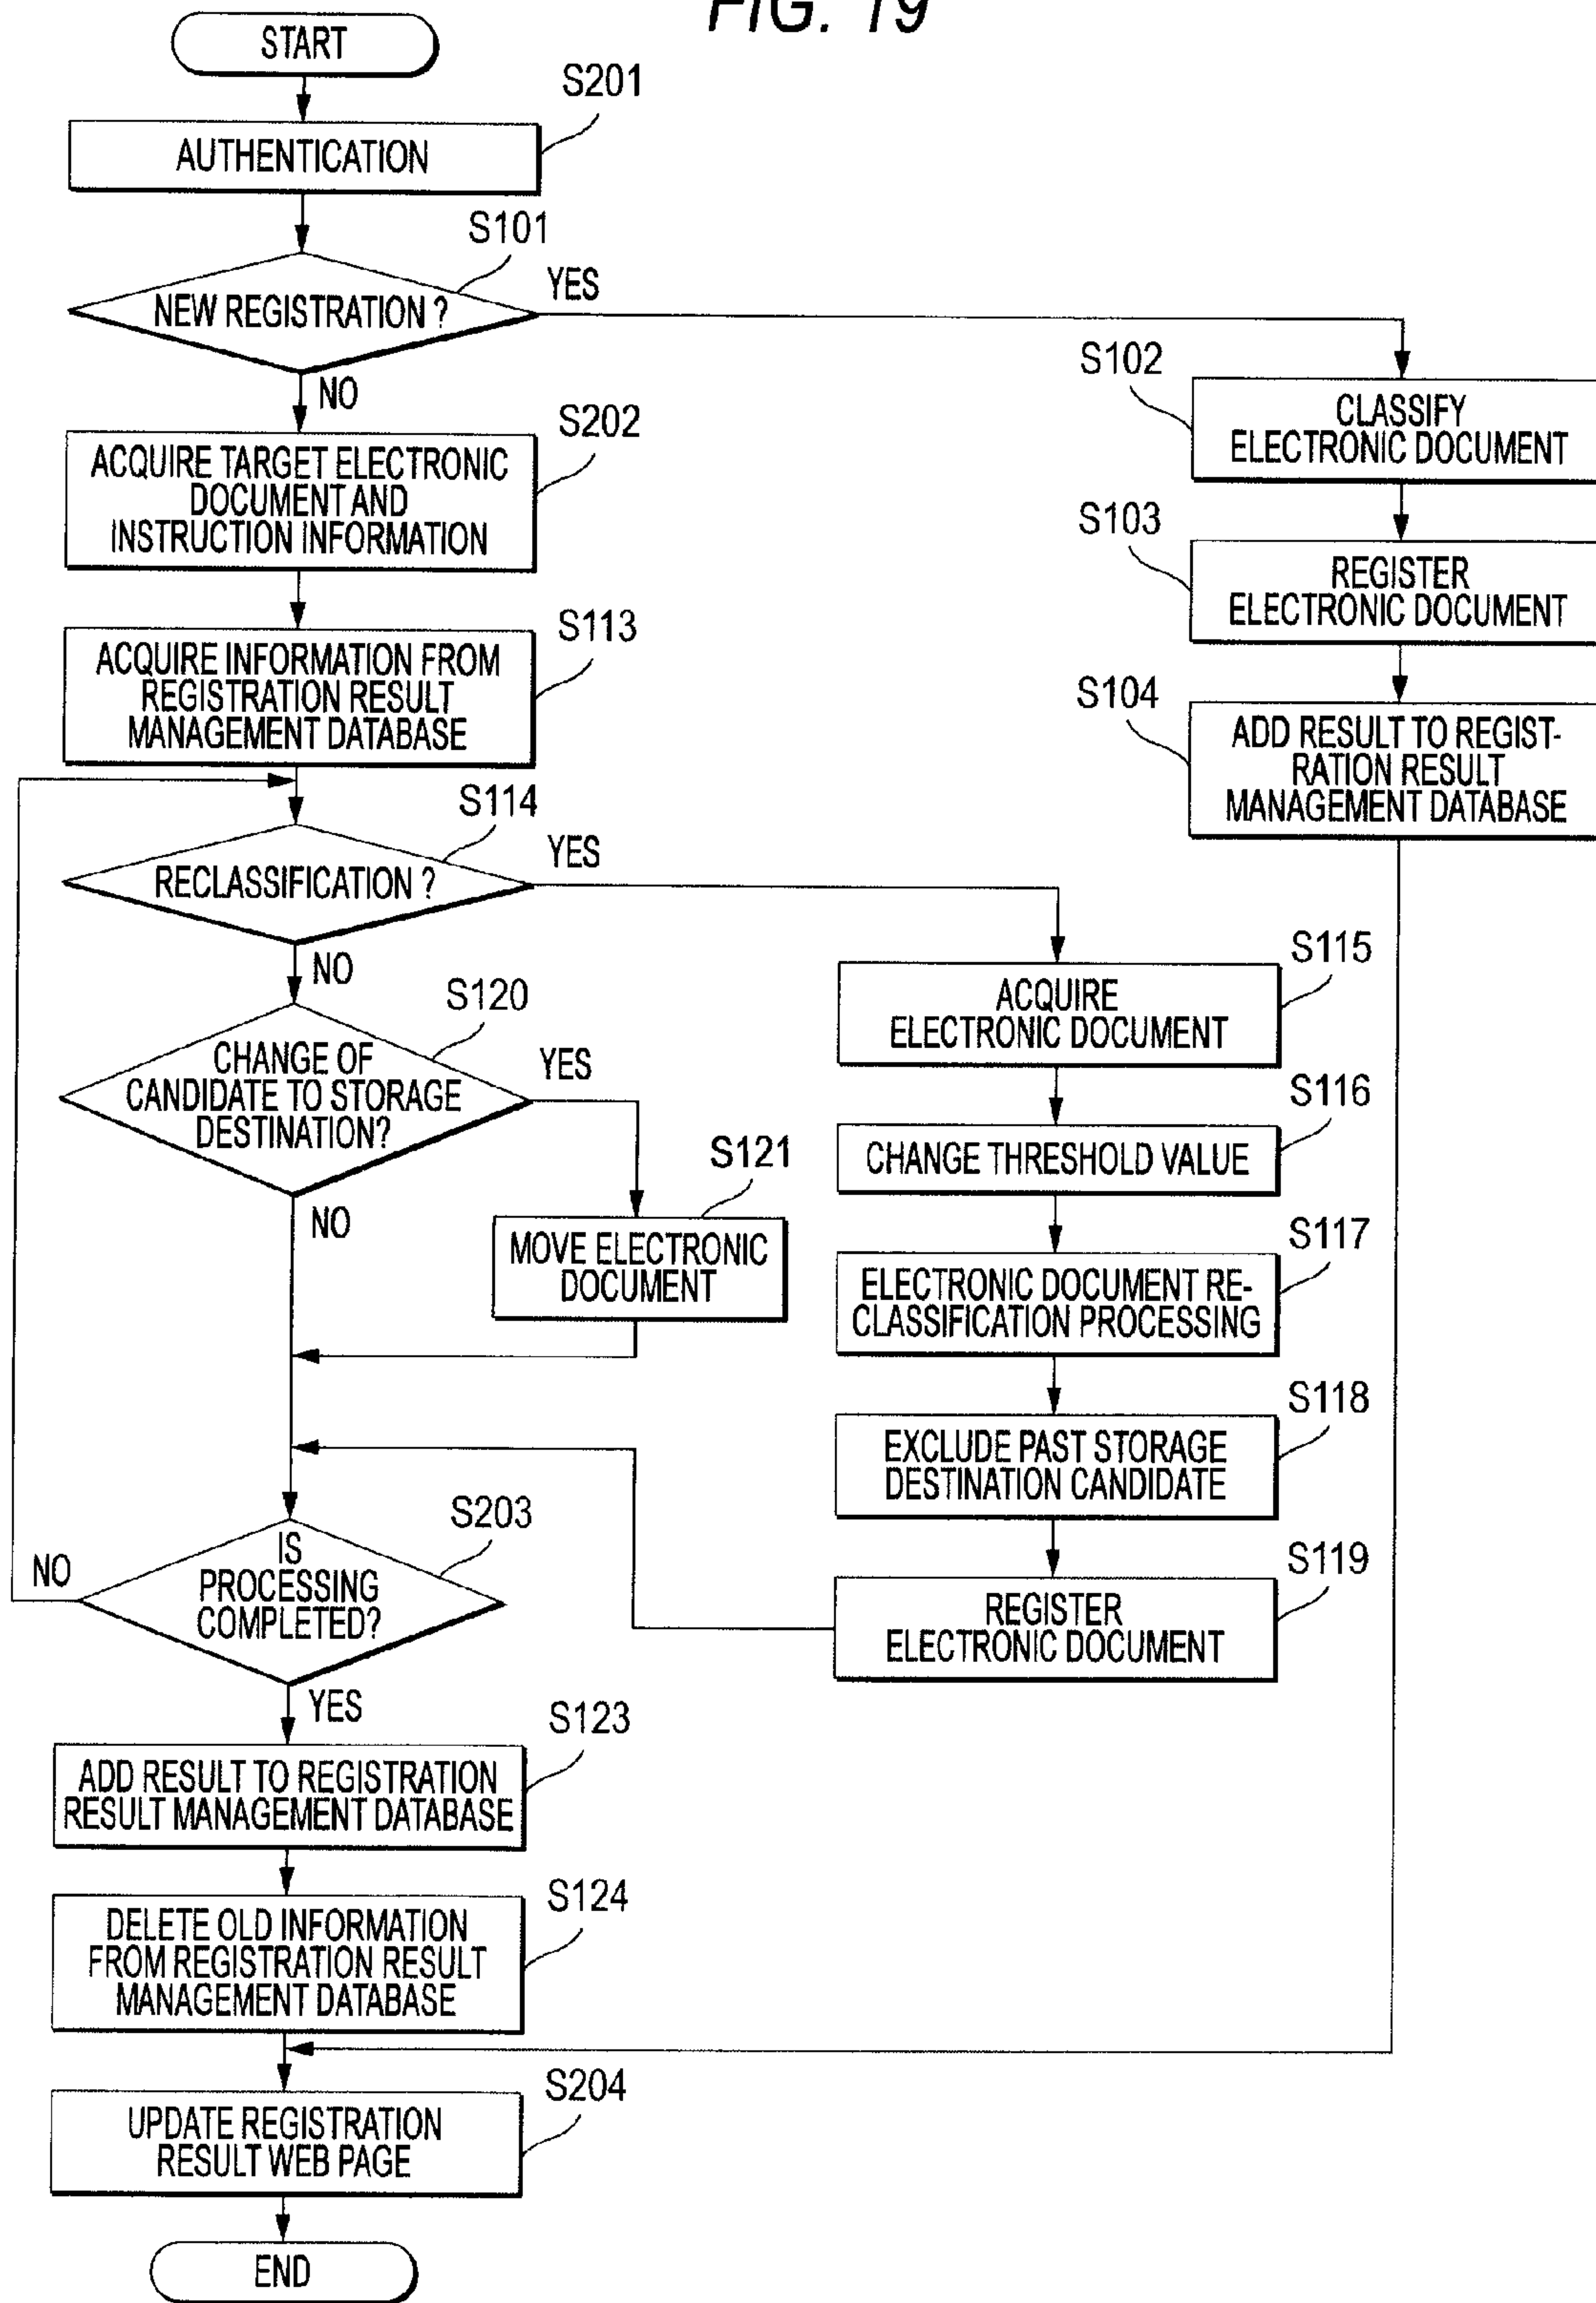 FIG. 19
START
S201
AUTHENTICATION
S101
NEW REGISTRATION ?
YES
NO
S102
CLASSIFY
ELECTRONIC DOCUMENT
S202
ACQUIRE TARGET ELECTRONIC
DOCUMENT AND
INSTRUCTION INFORMATION
S103
REGISTER
ELECTRONIC DOCUMENT
S113
ACQUIRE INFORMATION FROM
REGISTRATION RESULT
MANAGEMENT DATABASE
S104
ADD RESULT TO REGIST-
RATION RESULT
MANAGEMENT DATABASE
S114
RECLASSIFICATION ?
YES
NO
S115
ACQUIRE
ELECTRONIC DOCUMENT
S120
CHANGE OF
CANDIDATE TO STORAGE
DESTINATION?
YES
NO
S116
CHANGE THRESHOLD VALUE
S121
MOVE ELECTRONIC
DOCUMENT
S117
ELECTRONIC DOCUMENT RE-
CLASSIFICATION PROCESSING
S118
EXCLUDE PAST STORAGE
DESTINATION CANDIDATE
S203
IS
PROCESSING
COMPLETED?
NO
YES
S119
REGISTER
ELECTRONIC DOCUMENT
S123
ADD RESULT TO REGISTRATION
RESULT MANAGEMENT DATABASE
S124
DELETE OLD INFORMATION
FROM REGISTRATION RESULT
MANAGEMENT DATABASE
S204
UPDATE REGISTRATION
RESULT WEB PAGE
END